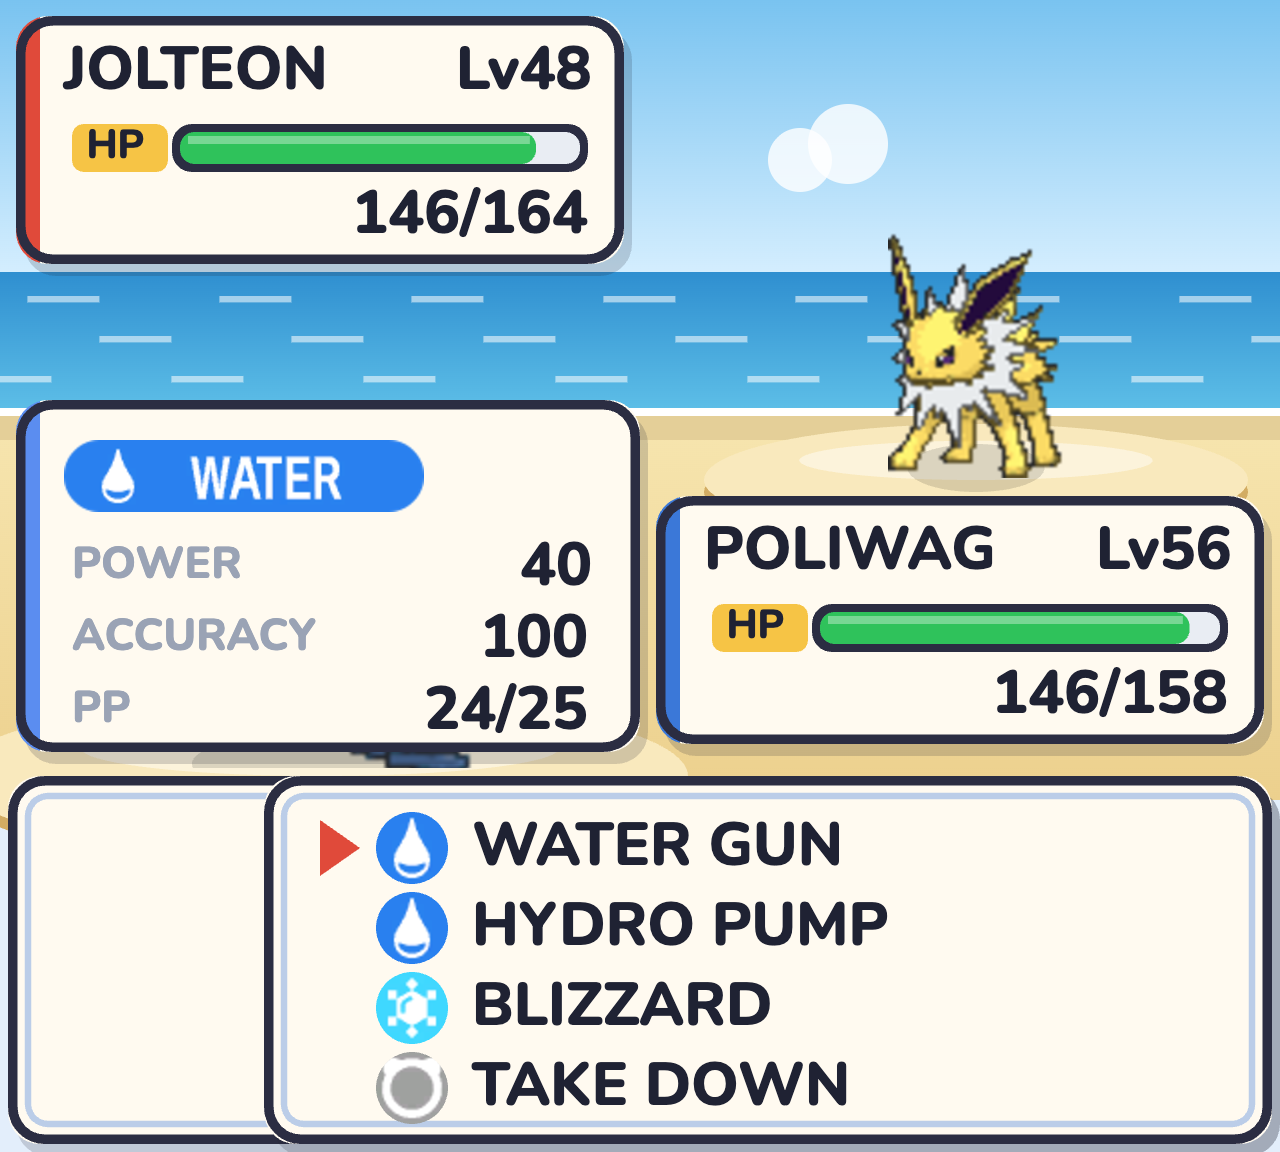 JOLTEON Lv48
HP
146/164
WATER
POWER 40
ACCURACY 100
PP 24/25
POLIWAG Lv56
HP
146/158
WATER GUN
HYDRO PUMP
BLIZZARD
TAKE DOWN